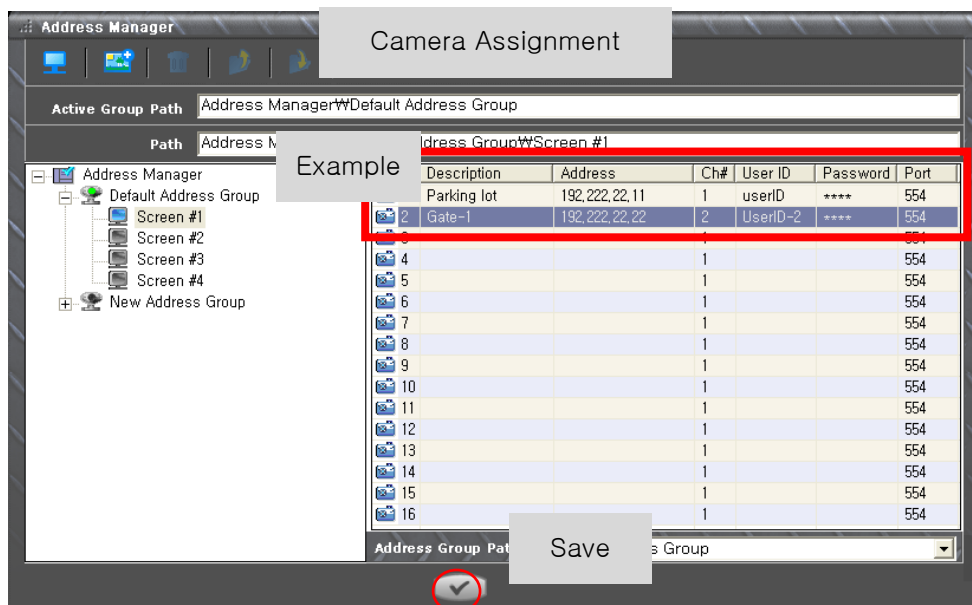 Address Manager
Camera Assignment
Active Group Path Address Manager₩Default Address Group
Path Address M dress Group₩Screen #1
Example
Address Manager
Default Address Group
Screen #1
Screen #2
Screen #3
Screen #4
New Address Group
Description Address Ch# User ID Password Port
Parking lot 192,222,22,11 1 userID **** 554
2 Gate-1 192,222,22,22 2 UserID-2 **** 554
3 1 554
4 1 554
5 1 554
6 1 554
7 1 554
8 1 554
9 1 554
10 1 554
11 1 554
12 1 554
13 1 554
14 1 554
15 1 554
16 1 554
Address Group Pat s Group
Save